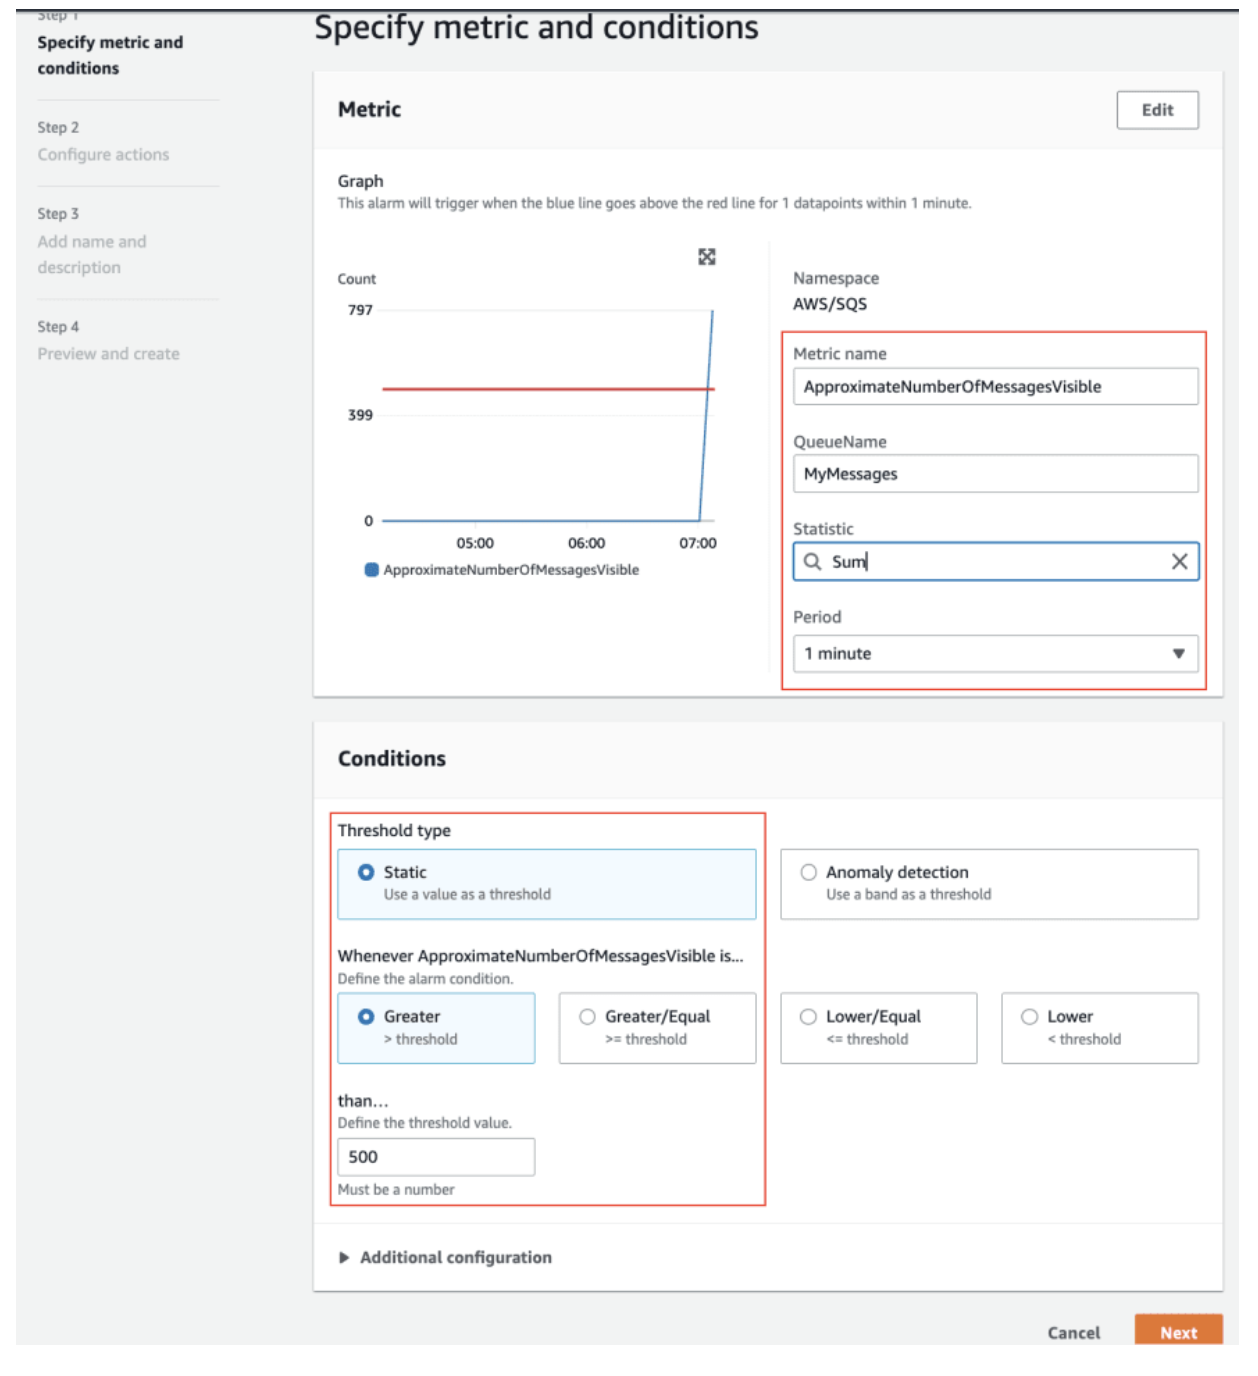 Step 1
Specify metric and
conditions
Step 2
Configure actions
Step 3
Add name and
description
Step 4
Preview and create
Specify metric and conditions
Metric
Edit
Graph
This alarm will trigger when the blue line goes above the red line for 1 datapoints within 1 minute.
Count
797
399
0
05:00 06:00 07:00
ApproximateNumberOfMessagesVisible
Namespace
AWS/SQS
Metric name
ApproximateNumberOfMessagesVisible
QueueName
MyMessages
Statistic
Sum
Period
1 minute
Conditions
Threshold type
Static
Use a value as a threshold
Anomaly detection
Use a band as a threshold
Whenever ApproximateNumberOfMessagesVisible is...
Define the alarm condition.
Greater
> threshold
Greater/Equal
>= threshold
Lower/Equal
<= threshold
Lower
< threshold
than...
Define the threshold value.
500
Must be a number
Additional configuration
Cancel
Next